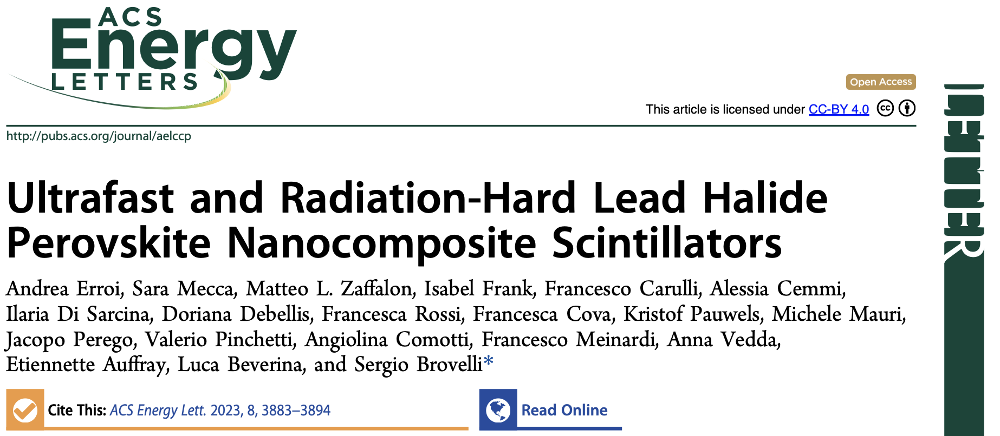 ACS
Energy
LETTERS
Open Access
This article is licensed under CC-BY 4.0
cc
http://pubs.acs.org/journal/aelccp
LETTER
Ultrafast and Radiation-Hard Lead Halide
Perovskite Nanocomposite Scintillators
Andrea Erroi, Sara Mecca, Matteo L. Zaffalon, Isabel Frank, Francesco Carulli, Alessia Cemmi,
Ilaria Di Sarcina, Doriana Debellis, Francesca Rossi, Francesca Cova, Kristof Pauwels, Michele Mauri,
Jacopo Perego, Valerio Pinchetti, Angiolina Comotti, Francesco Meinardi, Anna Vedda,
Etiennette Auffray, Luca Beverina, and Sergio Brovelli*
Cite This: ACS Energy Lett. 2023, 8, 3883–3894
Read Online